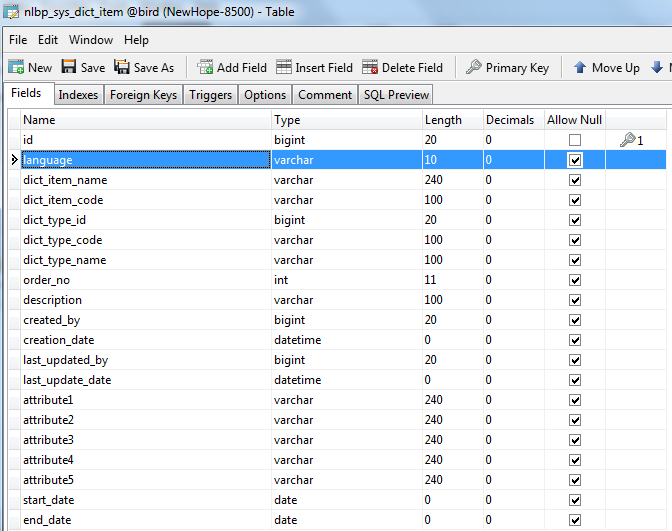 nlbp_sys_dict_item @bird (NewHope-8500) - Table
File Edit Window Help
New Save Save As Add Field Insert Field Delete Field Primary Key Move Up
Fields Indexes Foreign Keys Triggers Options Comment SQL Preview
Name Type Length Decimals Allow Null
id bigint 20 0 1
language varchar 10 0
dict_item_name varchar 240 0
dict_item_code varchar 100 0
dict_type_id bigint 20 0
dict_type_code varchar 100 0
dict_type_name varchar 100 0
order_no int 11 0
description varchar 100 0
created_by bigint 20 0
creation_date datetime 0 0
last_updated_by bigint 20 0
last_update_date datetime 0 0
attribute1 varchar 240 0
attribute2 varchar 240 0
attribute3 varchar 240 0
attribute4 varchar 240 0
attribute5 varchar 240 0
start_date date 0 0
end_date date 0 0